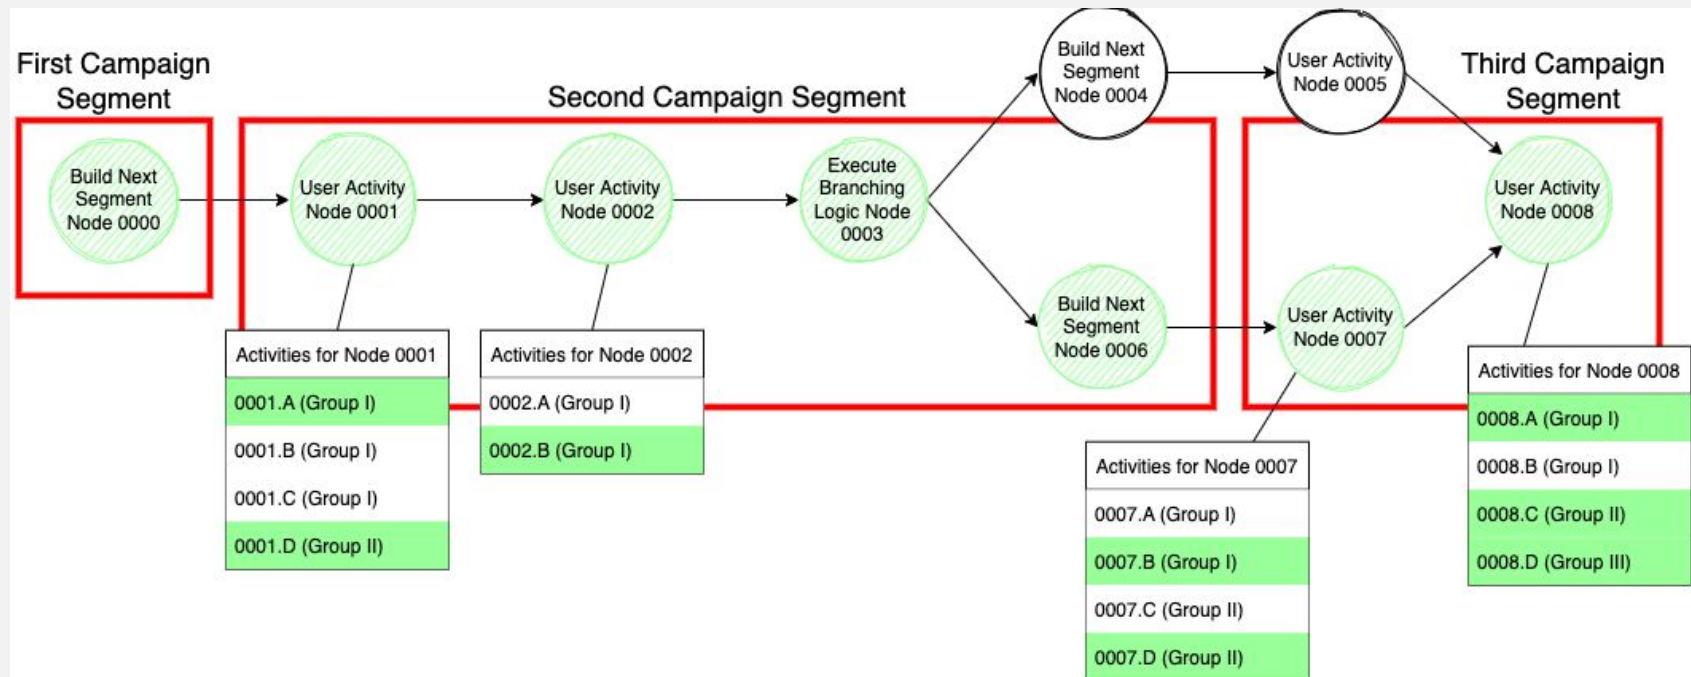 First Campaign
Segment
Second Campaign Segment
Third Campaign
Segment
Build Next
Segment
Node 0000
User Activity
Node 0001
User Activity
Node 0002
Execute
Branching
Logic Node
0003
Build Next
Segment
Node 0004
User Activity
Node 0005
Build Next
Segment
Node 0006
User Activity
Node 0007
User Activity
Node 0008
Activities for Node 0001
0001.A (Group I)
0001.B (Group I)
0001.C (Group I)
0001.D (Group II)
Activities for Node 0002
0002.A (Group I)
0002.B (Group I)
Activities for Node 0007
0007.A (Group I)
0007.B (Group I)
0007.C (Group II)
0007.D (Group II)
Activities for Node 0008
0008.A (Group I)
0008.B (Group I)
0008.C (Group II)
0008.D (Group III)